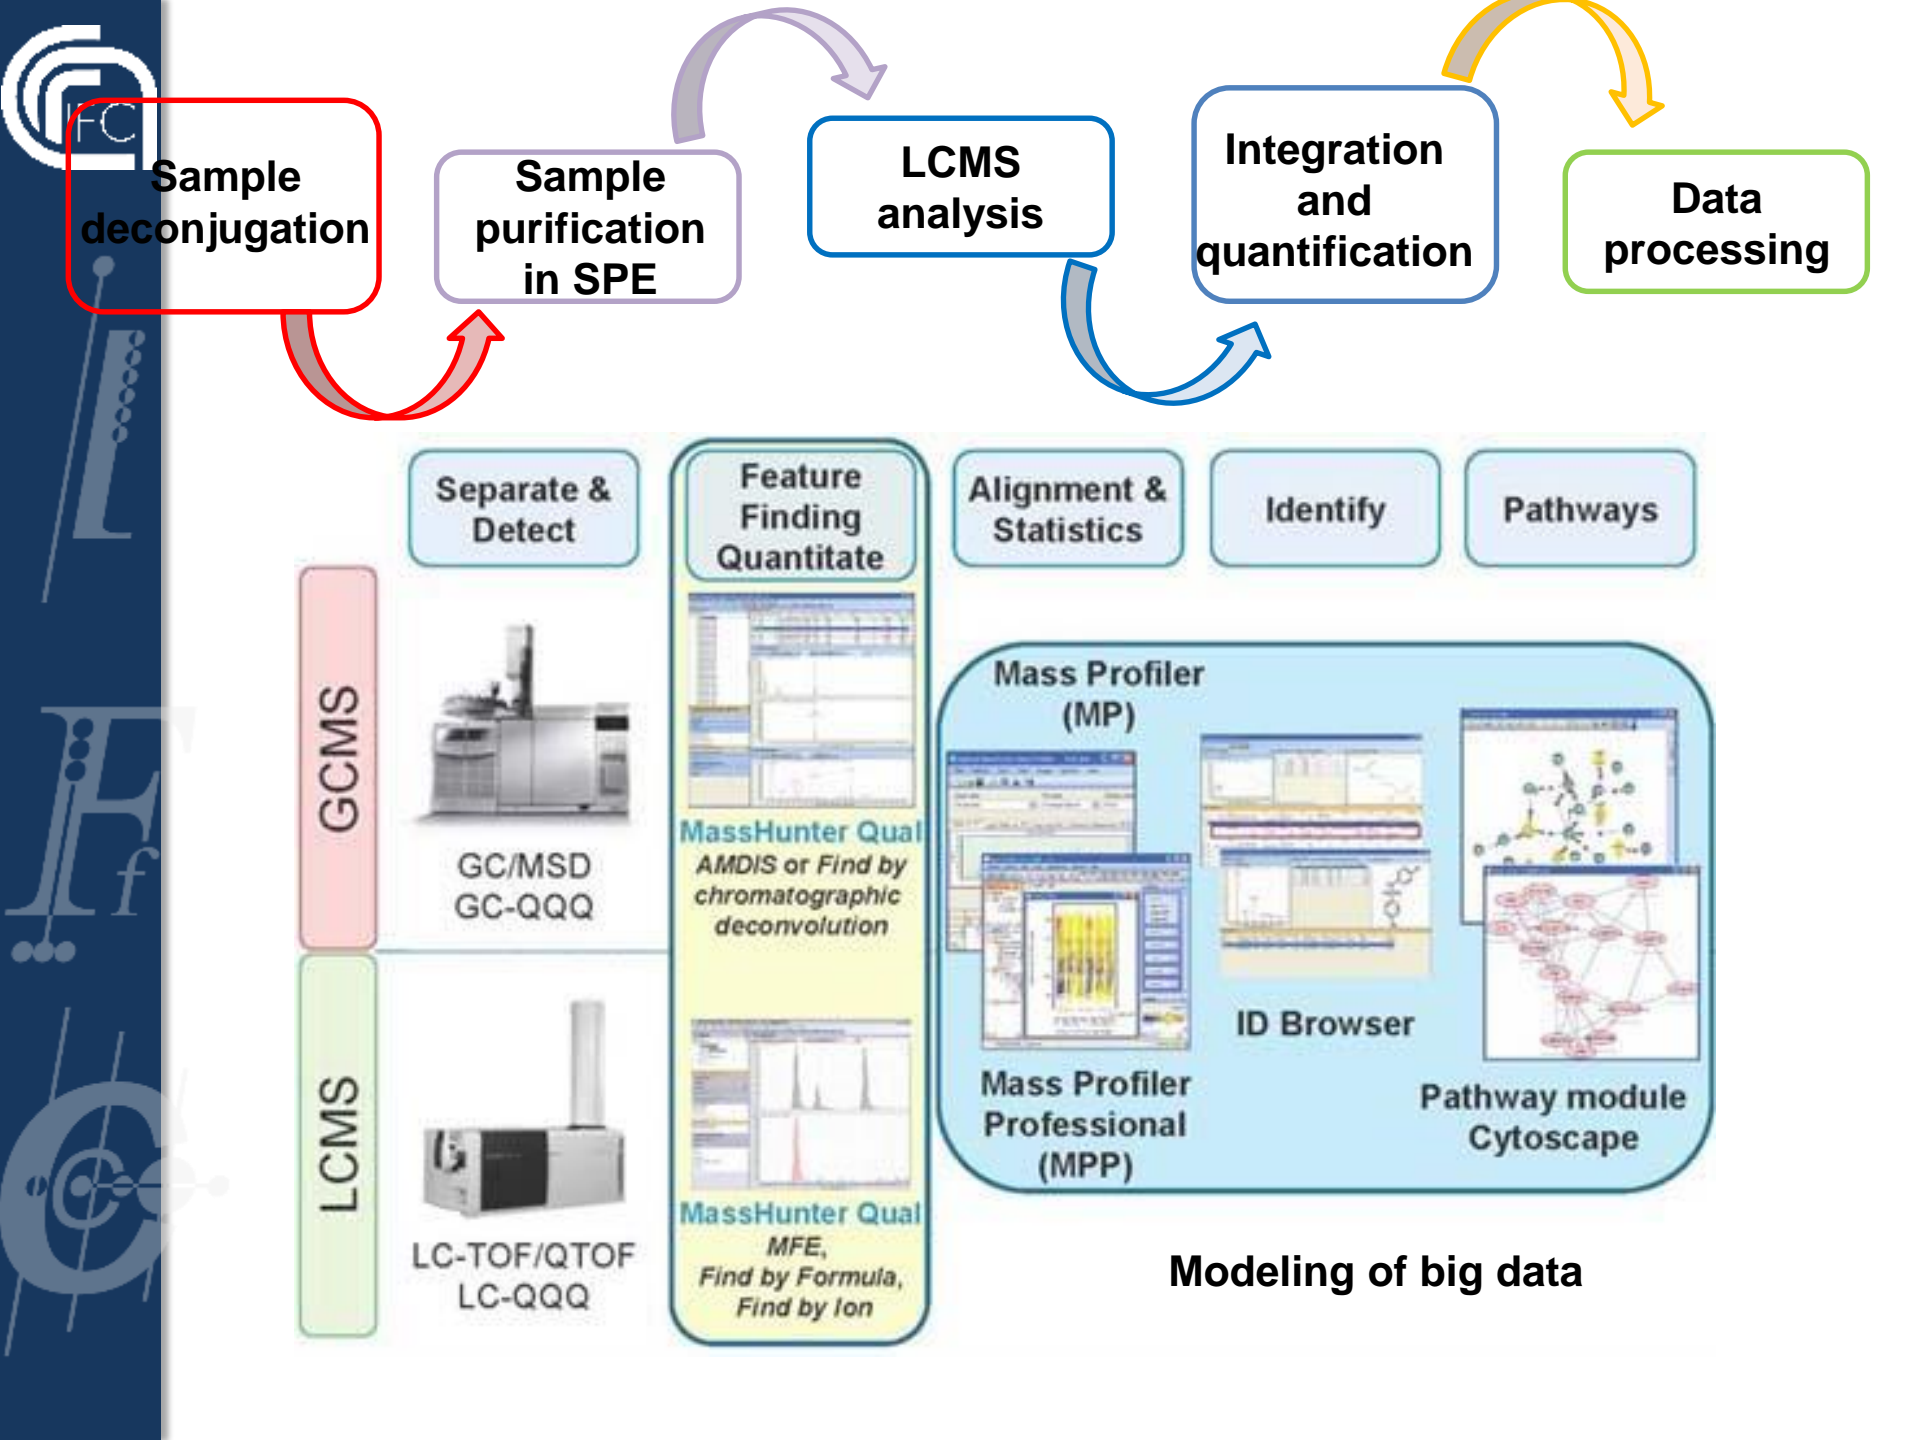 IFC
Sample
deconjugation
Sample
purification
in SPE
LCMS
analysis
Integration
and
quantification
Data
processing
Separate &
Detect
Feature
Finding
Quantitate
Alignment &
Statistics
Identify
Pathways
GCMS
GC/MSD
GC-QQQ
MassHunter Qual
AMDIS or Find by
chromatographic
deconvolution
LCMS
LC-TOF/QTOF
LC-QQQ
MassHunter Qual
MFE,
Find by Formula,
Find by Ion
Mass Profiler
(MP)
Mass Profiler
Professional
(MPP)
ID Browser
Pathway module
Cytoscape
Modeling of big data